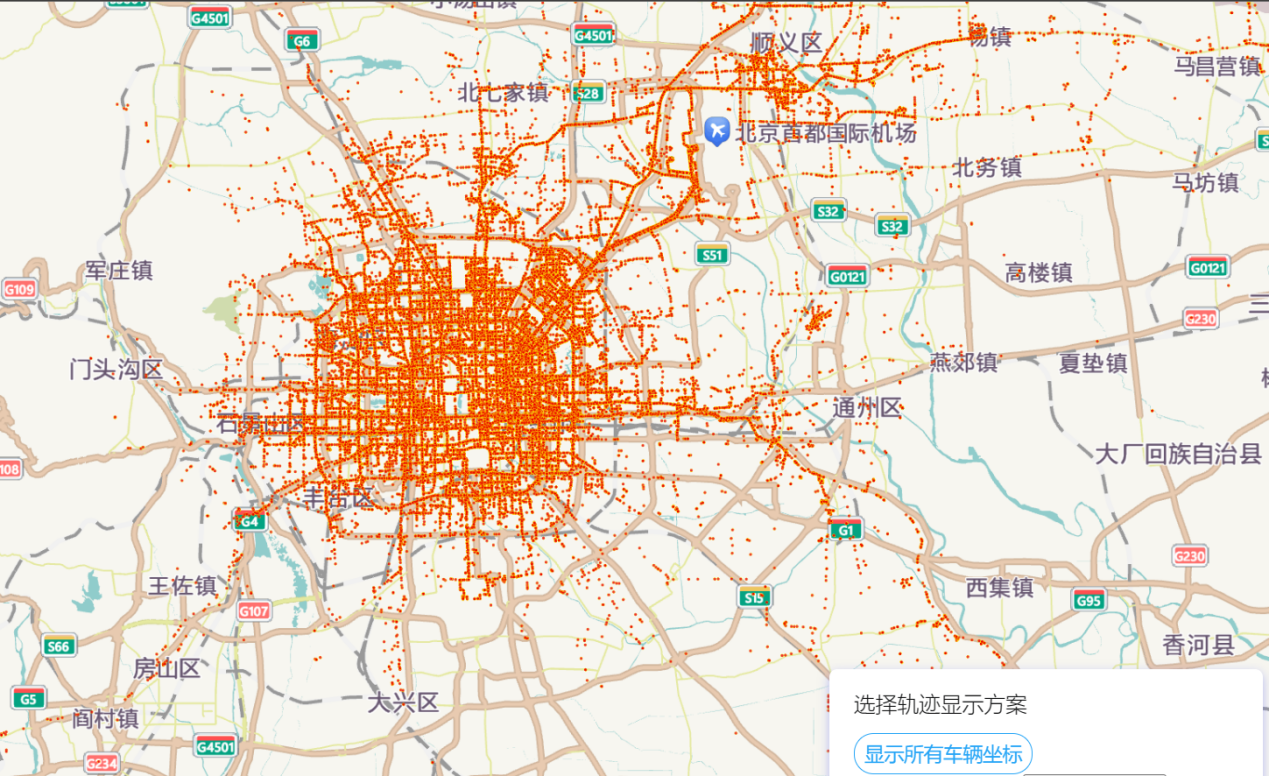 G4501
G6
G4501
顺义区
杨镇
马昌营镇
北七家镇
S28
北京首都国际机场
北务镇
马坊镇
S32
S32
军庄镇
S51
G0121
高楼镇
G0121
G109
G230
门头沟区
燕郊镇
夏垫镇
石景山区
通州区
大厂回族自治县
108
丰台区
G4
G1
G230
王佐镇
G107
S15
西集镇
G95
S66
香河县
房山区
G5
大兴区
阎村镇
G4501
G234
选择轨迹显示方案
显示所有车辆坐标